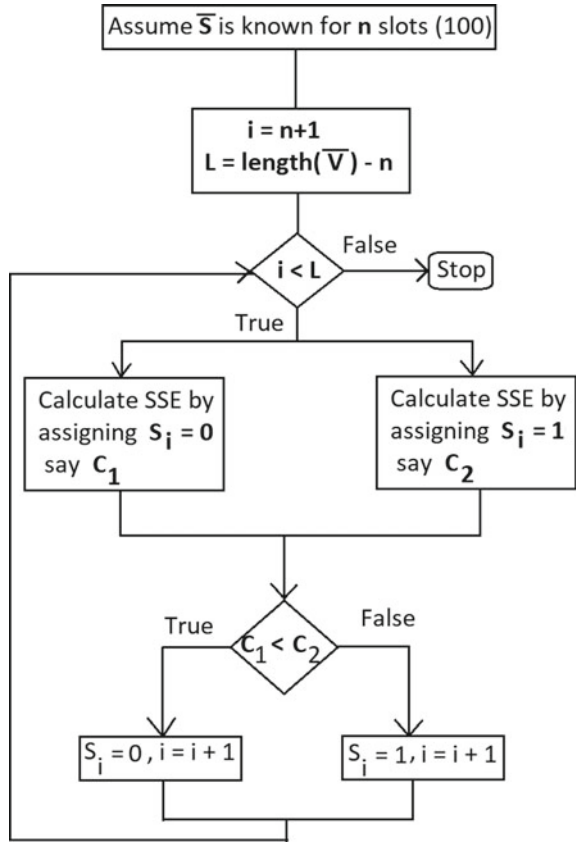 Assume S̅ is known for n slots (100)
i = n+1
L = length(V̅) - n
i < L
False
Stop
True
Calculate SSE by
assigning S_i = 0
say C_1
Calculate SSE by
assigning S_i = 1
say C_2
True
False
C_1 < C_2
S_i = 0 , i = i + 1
S_i = 1, i = i + 1